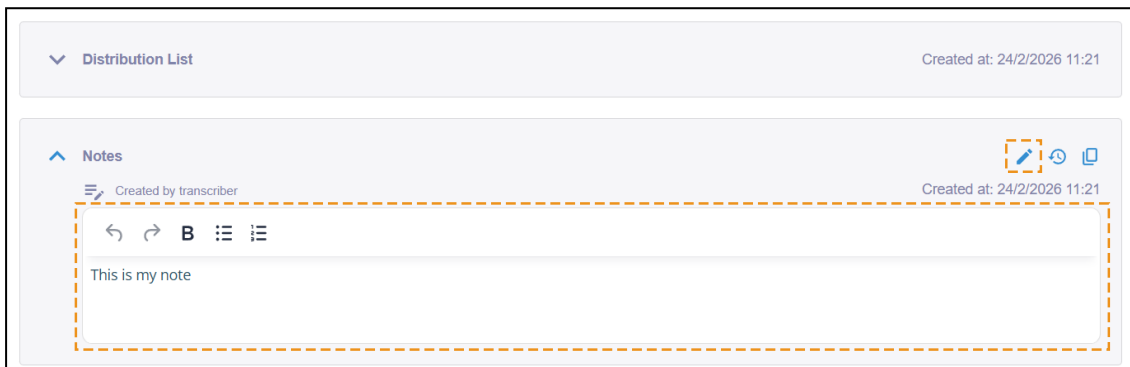 Distribution List Created at: 24/2/2026 11:21
Notes
Created by transcriber Created at: 24/2/2026 11:21
B
This is my note